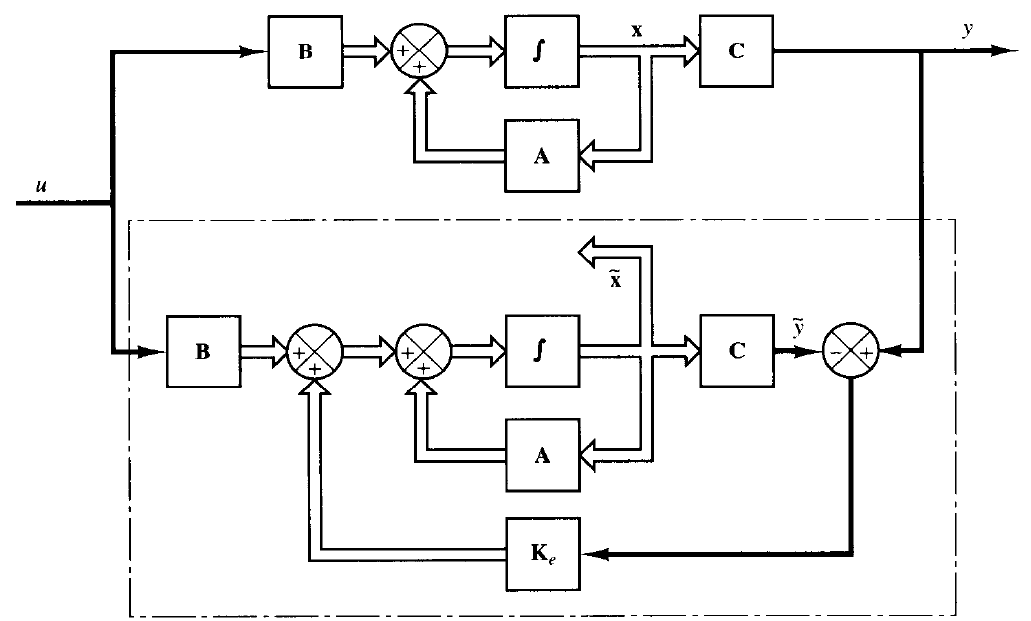 u
B
+
+
∫
x
C
y
A
B
+
+
+
+
∫
x̃
C
ỹ
−
+
A
Kₑ